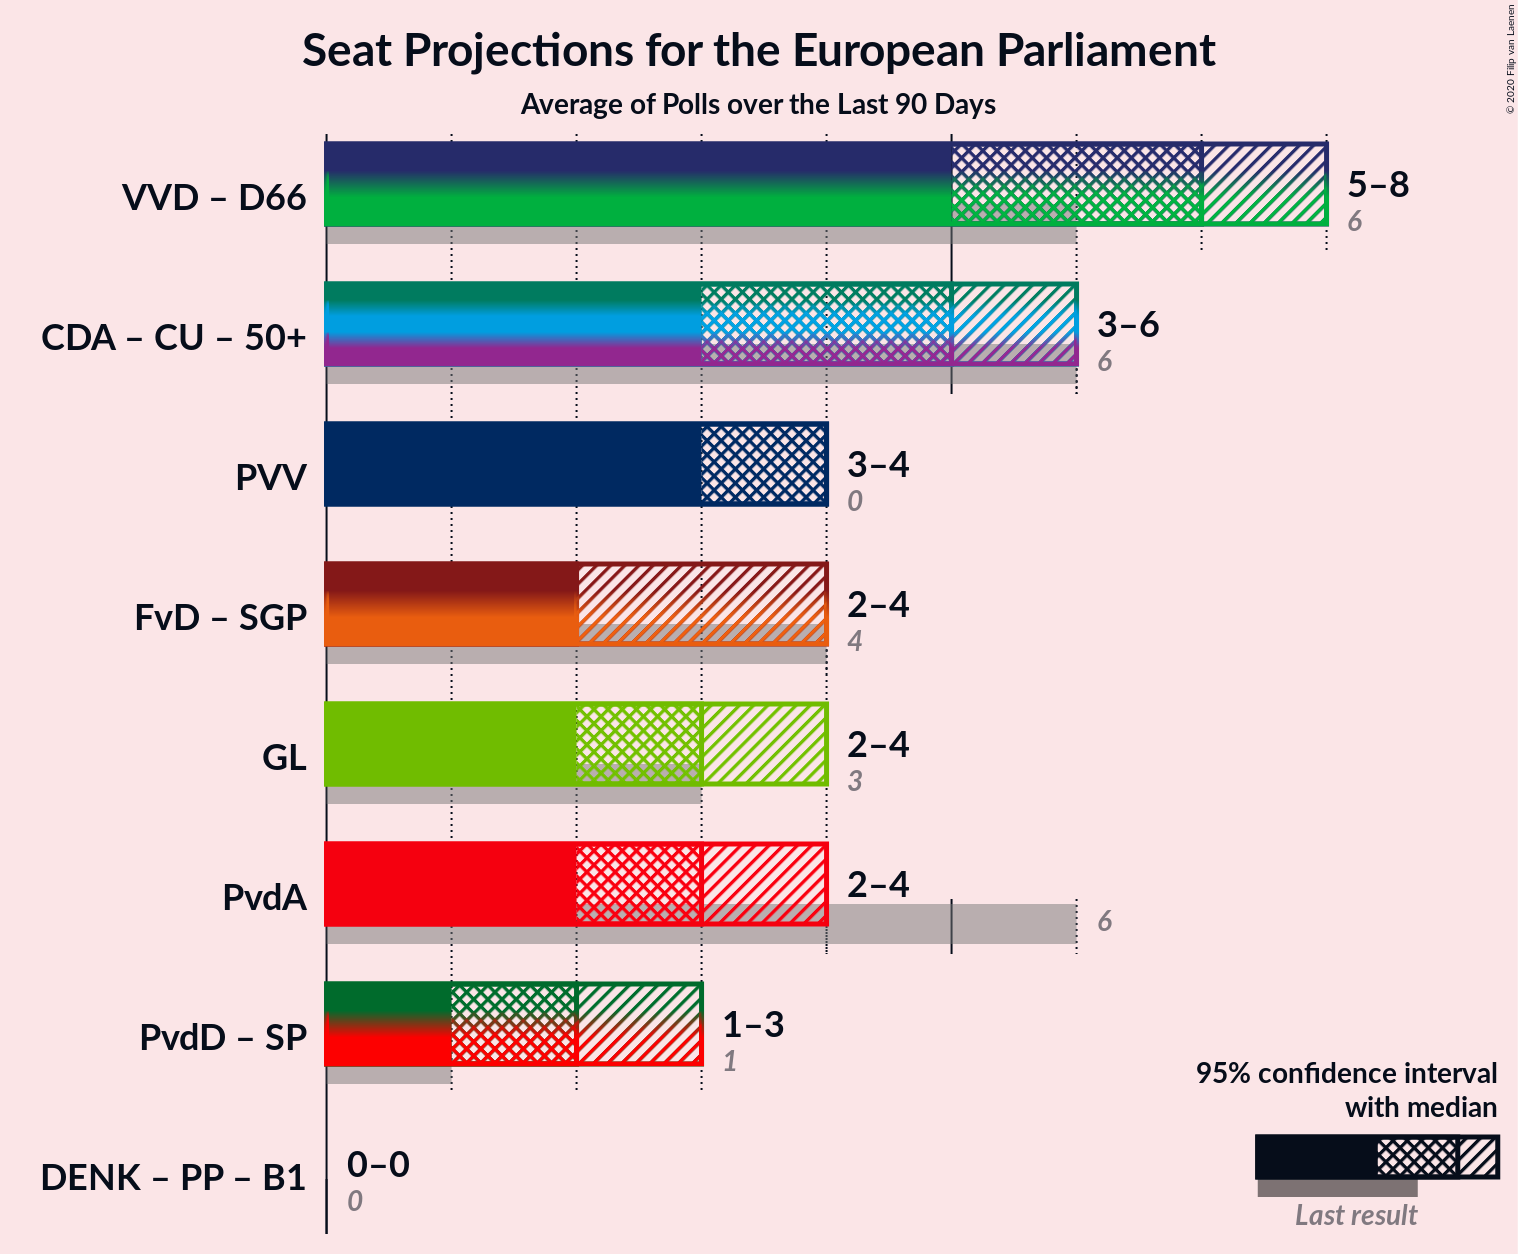 Seat Projections for the European Parliament
Average of Polls over the Last 90 Days
© 2020 Filip van Laenen
VVD – D66
5–8
6
CDA – CU – 50+
3–6
6
PVV
3–4
0
FvD – SGP
2–4
4
GL
2–4
3
PvdA
2–4
6
PvdD – SP
1–3
1
DENK – PP – B1
0–0
0
95% confidence interval
with median
Last result